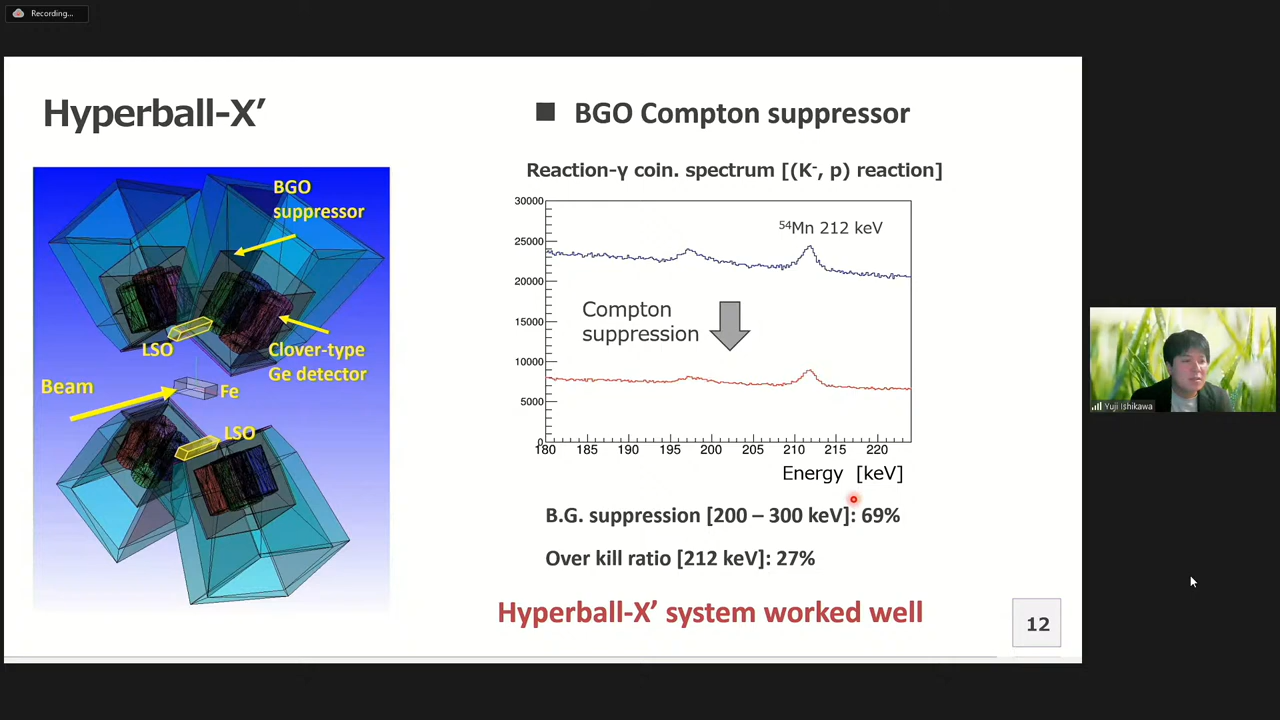 Recording...
Hyperball-X′
■ BGO Compton suppressor
Reaction-γ coin. spectrum [(K⁻, p) reaction]
BGO
suppressor
LSO
Clover-type
Ge detector
Beam
Fe
LSO
30000
25000
20000
15000
10000
5000
0
⁵⁴Mn 212 keV
Compton
suppression
180 185 190 195 200 205 210 215 220
Energy [keV]
B.G. suppression [200 – 300 keV]: 69%
Over kill ratio [212 keV]: 27%
Hyperball-X′ system worked well
12
Yuji Ishikawa